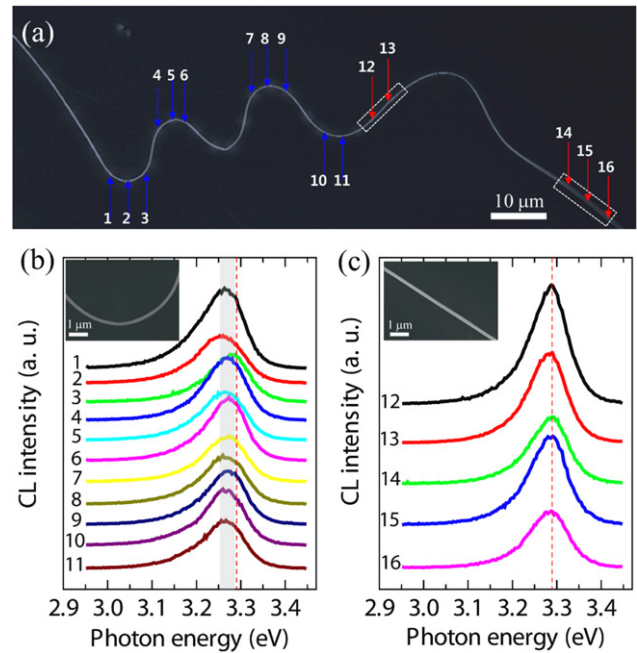 (a)
7 8 9
13
4 5 6
12
14
15
16
10 11
1 2 3
10 μm
(b)
1 μm
CL intensity (a. u.)
1
2
3
4
5
6
7
8
9
10
11
2.9 3.0 3.1 3.2 3.3 3.4
Photon energy (eV)
(c)
1 μm
CL intensity (a. u.)
12
13
14
15
16
2.9 3.0 3.1 3.2 3.3 3.4
Photon energy (eV)